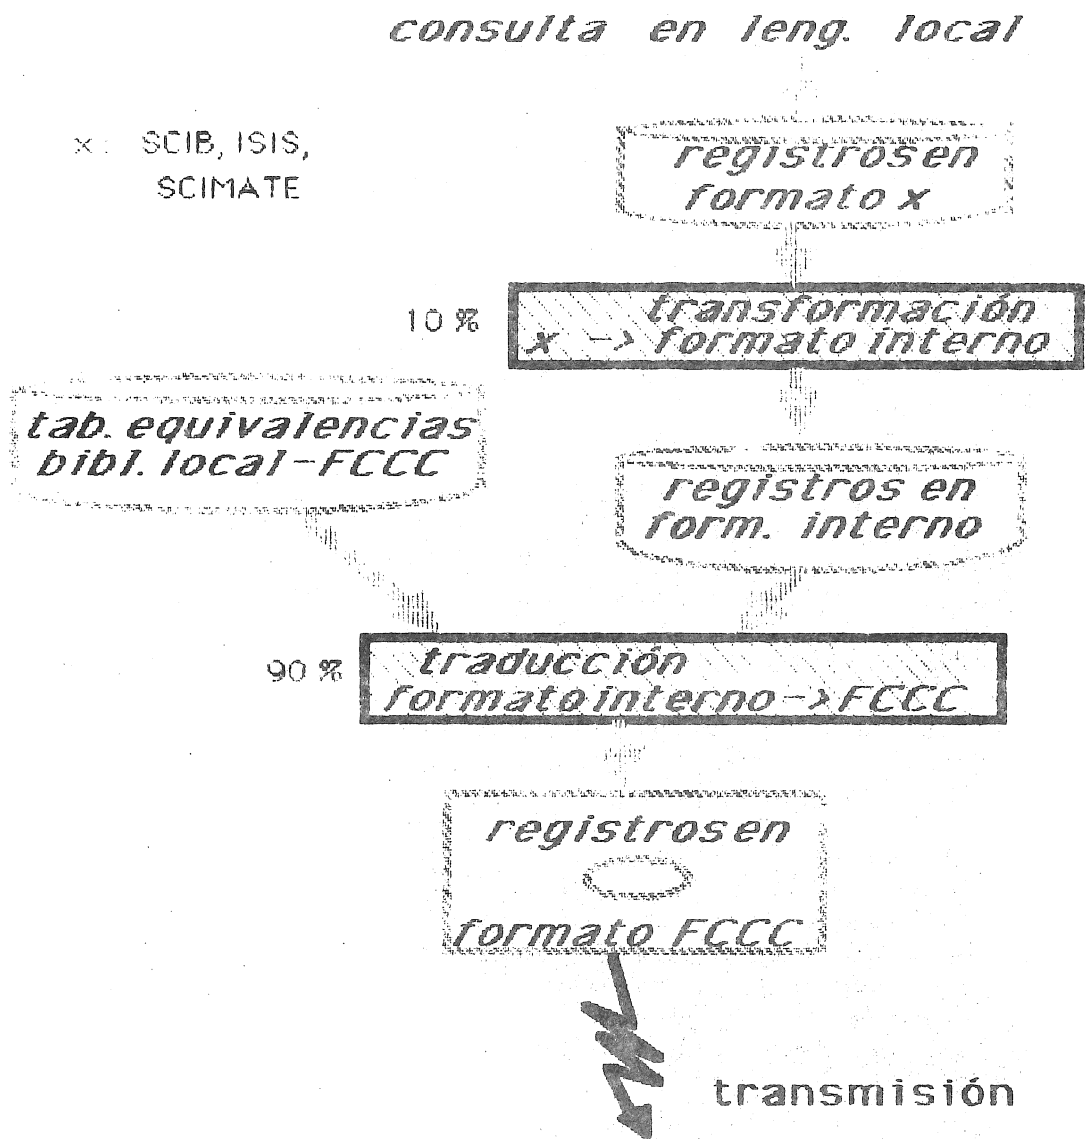 consulta en leng. local
x: SCIB, ISIS,
SCIMATE
registros en
formato x
10 %
transformación
x -> formato interno
tab. equivalencias
bibl. local-FCCC
registros en
form. interno
90 %
traducción
formato interno->FCCC
registros en
formato FCCC
transmisión